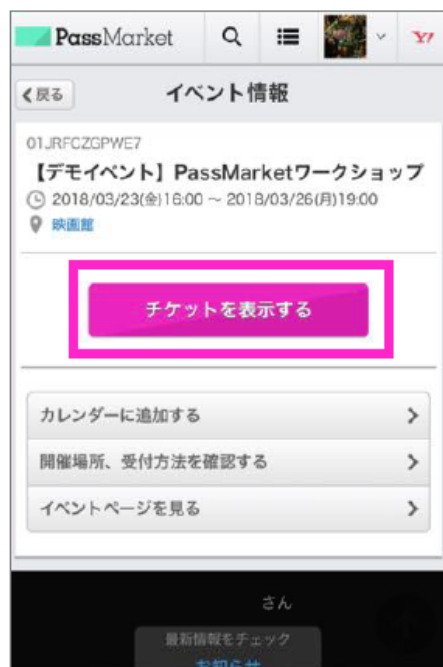 PassMarket Y!
戻る イベント情報
01JRFCZGPWE7
【デモイベント】PassMarketワークショップ
2018/03/23(金)16:00 ~ 2018/03/26(月)19:00
映画館
チケットを表示する
カレンダーに追加する
開催場所、受付方法を確認する
イベントページを見る
さん
最新情報をチェック
お知らせ